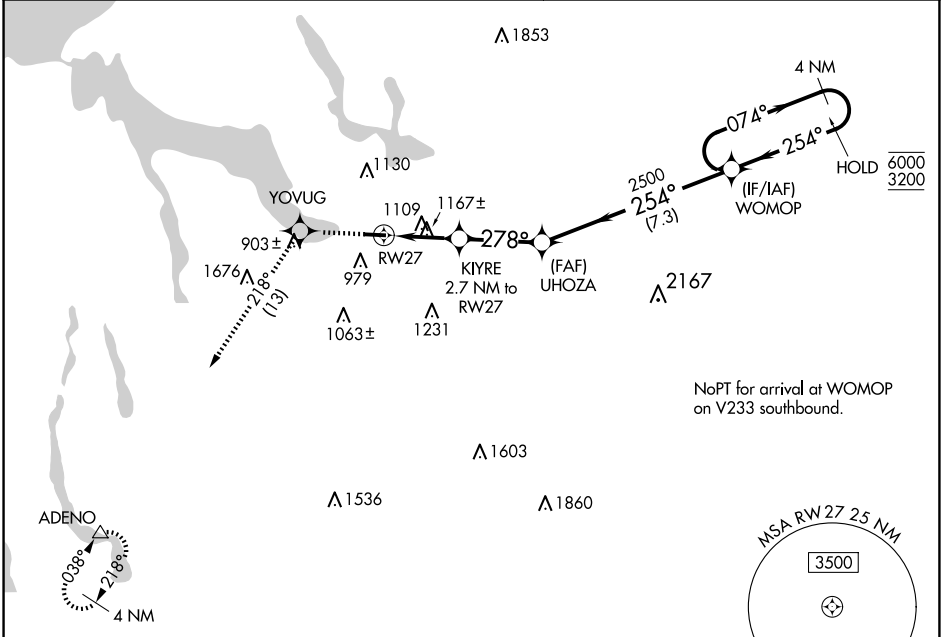 1853
4 NM
074°
254°
HOLD
6000
3200
(IF/IAF)
WOMOP
2500
254°
(7.3)
1130
YOVUG
1109
1167±
903±
RW27
278°
979
KIYRE
2.7 NM to
RW27
(FAF)
UHOZA
1676
218°
(13)
1063±
1231
2167
NoPT for arrival at WOMOP
on V233 southbound.
1603
1536
1860
ADENO
038°
218°
4 NM
MSA RW27 25 NM
3500